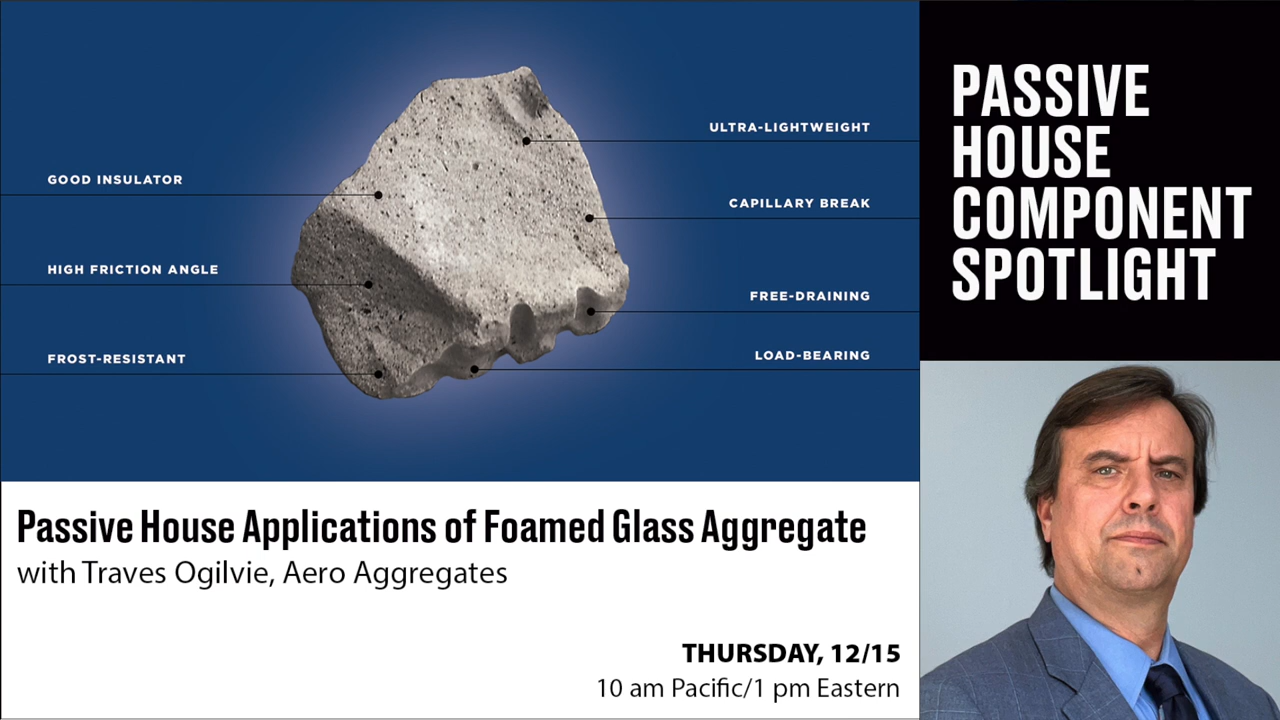 GOOD INSULATOR
HIGH FRICTION ANGLE
FROST-RESISTANT
ULTRA-LIGHTWEIGHT
CAPILLARY BREAK
FREE-DRAINING
LOAD-BEARING
PASSIVE
HOUSE
COMPONENT
SPOTLIGHT
Passive House Applications of Foamed Glass Aggregate
with Traves Ogilvie, Aero Aggregates
THURSDAY, 12/15
10 am Pacific/1 pm Eastern